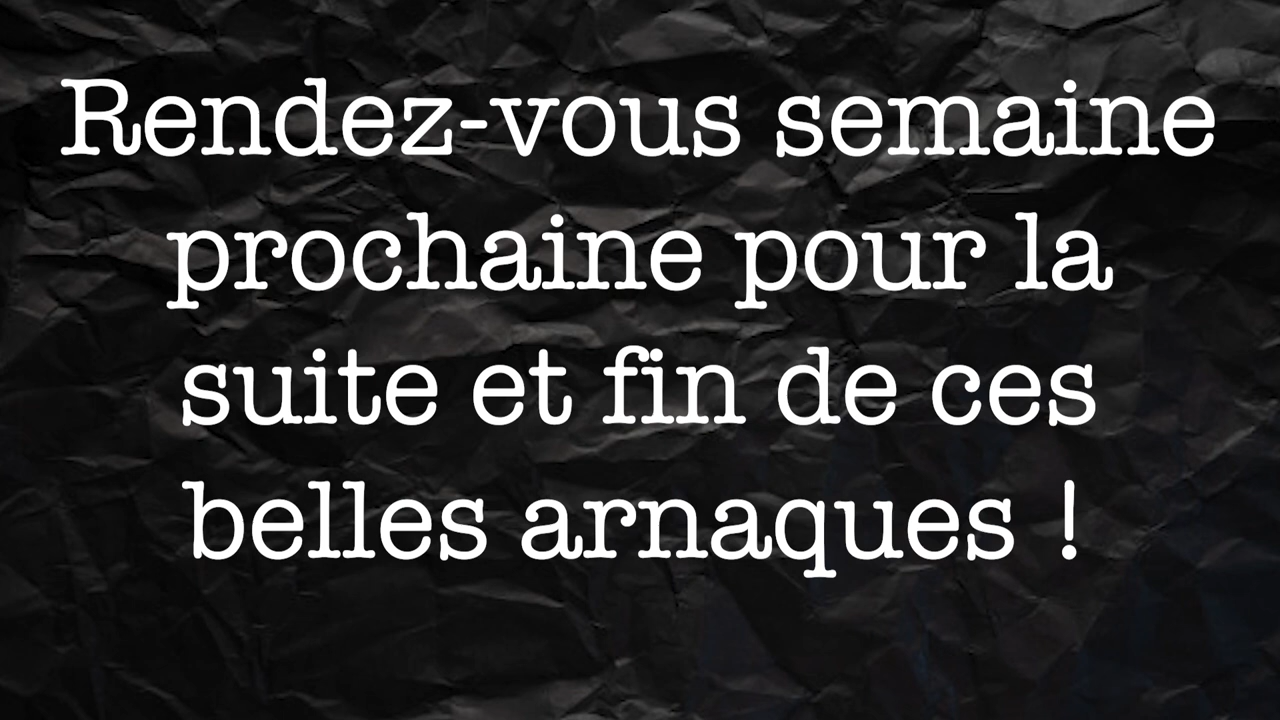 Rendez-vous semaine
prochaine pour la
suite et fin de ces
belles arnaques !